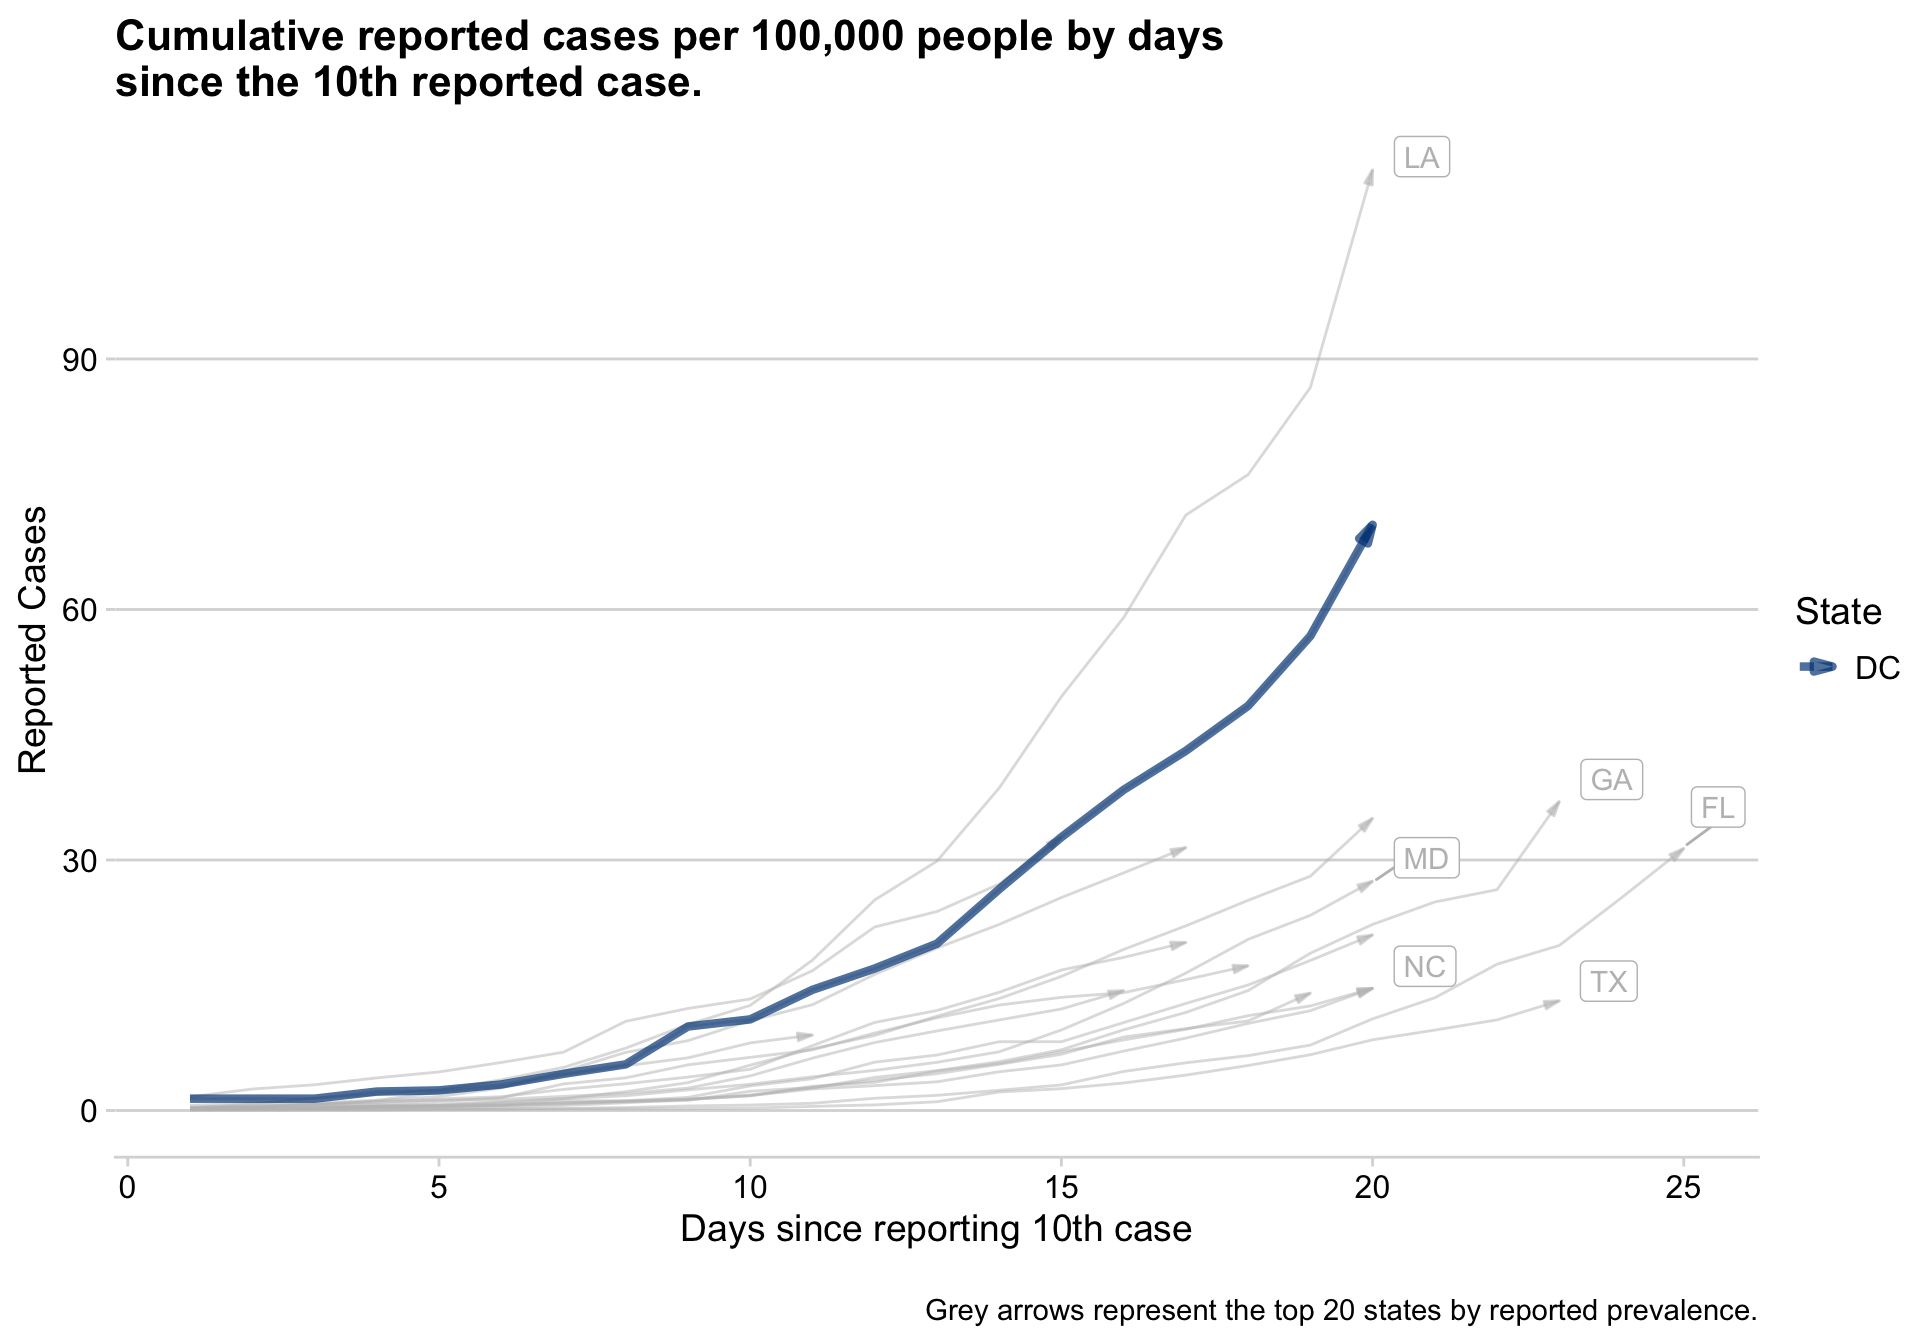 Cumulative reported cases per 100,000 people by days
since the 10th reported case.
LA
90
Reported Cases
60
State
DC
GA
FL
30
MD
NC
TX
0
0 5 10 15 20 25
Days since reporting 10th case
Grey arrows represent the top 20 states by reported prevalence.